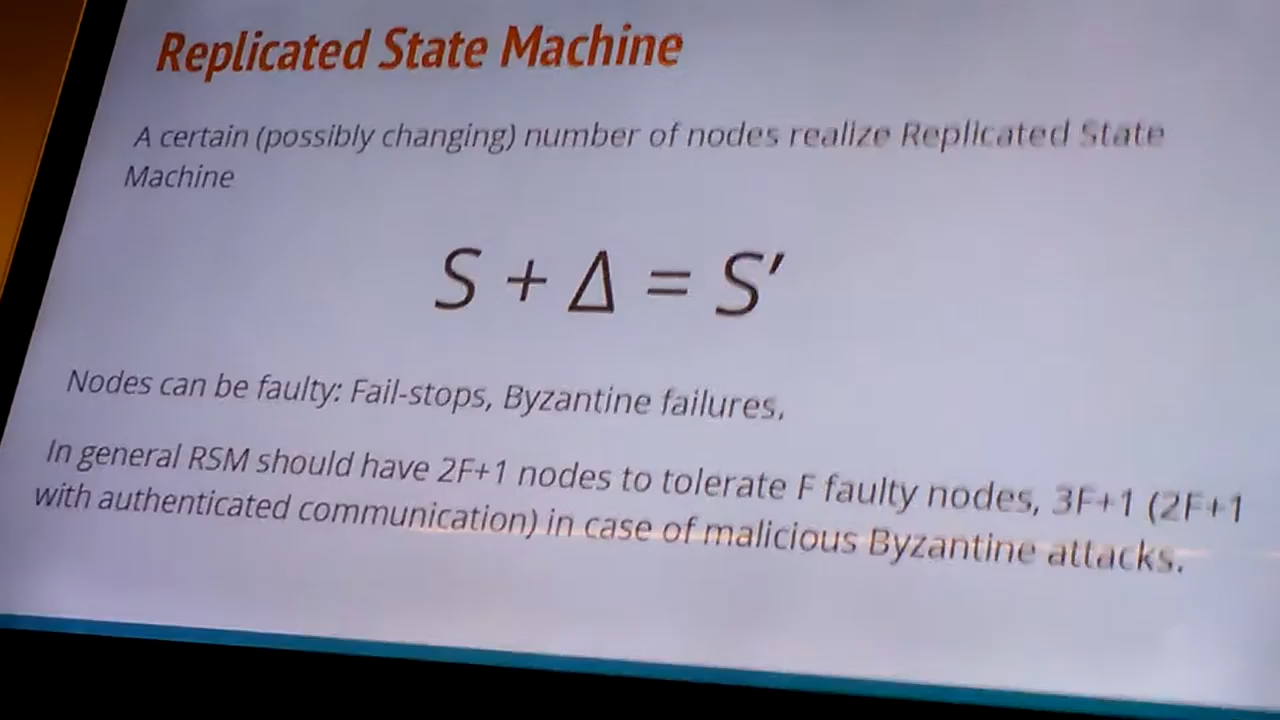 Replicated State Machine
A certain (possibly changing) number of nodes realize Replicated State
Machine
S + Δ = S′
Nodes can be faulty: Fail-stops, Byzantine failures,
In general RSM should have 2F+1 nodes to tolerate F faulty nodes, 3F+1 (2F+1
with authenticated communication) in case of malicious Byzantine attacks.